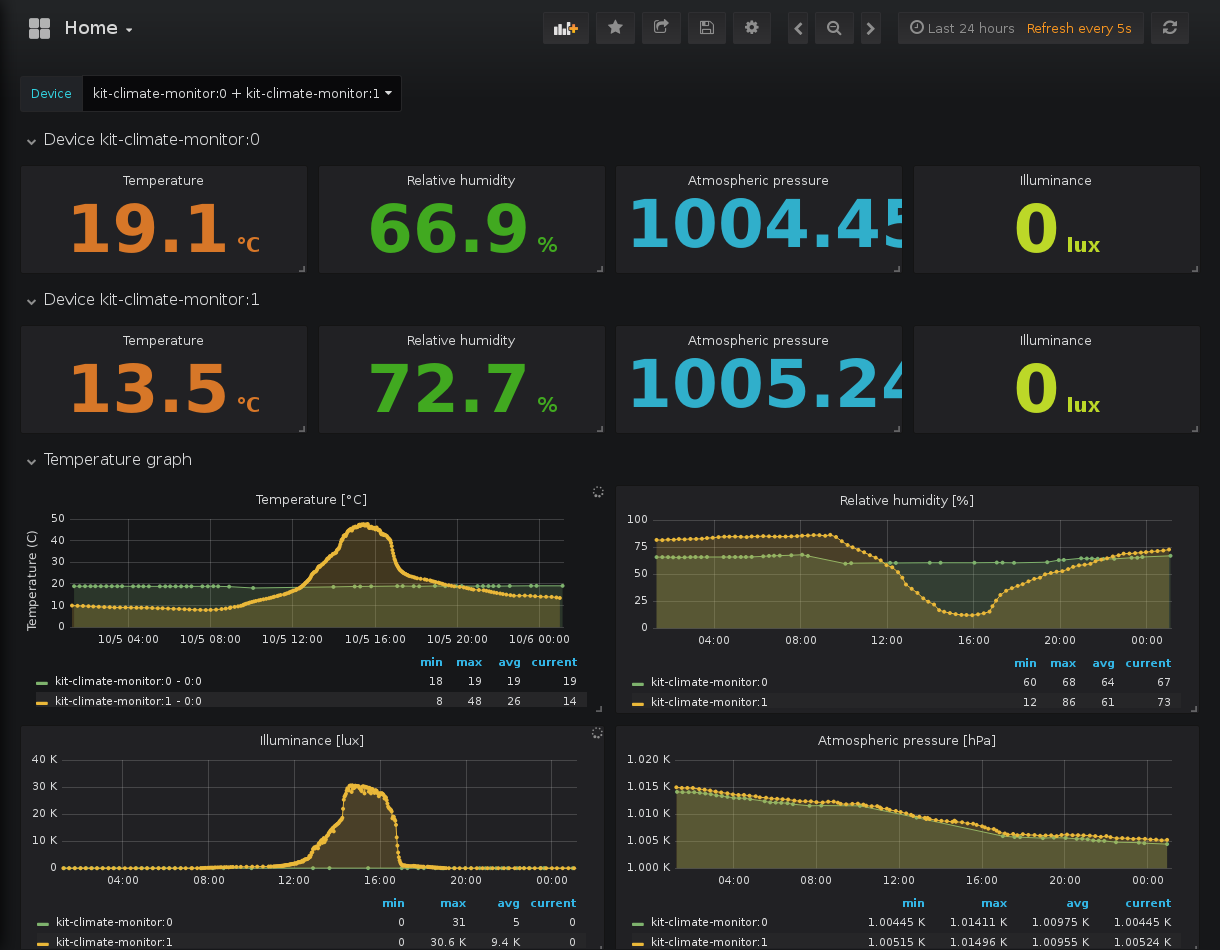 Home
Last 24 hours Refresh every 5s
Device kit-climate-monitor:0 + kit-climate-monitor:1
Device kit-climate-monitor:0
Temperature Relative humidity Atmospheric pressure Illuminance
19.1 °C 66.9 % 1004.45 0 lux
Device kit-climate-monitor:1
Temperature Relative humidity Atmospheric pressure Illuminance
13.5 °C 72.7 % 1005.24 0 lux
Temperature graph
Temperature [°C]
Temperature (C)
50
40
30
20
10
0
10/5 04:00 10/5 08:00 10/5 12:00 10/5 16:00 10/5 20:00 10/6 00:00
min max avg current
kit-climate-monitor:0 - 0:0 18 19 19 19
kit-climate-monitor:1 - 0:0 8 48 26 14
Relative humidity [%]
100
75
50
25
0
04:00 08:00 12:00 16:00 20:00 00:00
min max avg current
kit-climate-monitor:0 60 68 64 67
kit-climate-monitor:1 12 86 61 73
Illuminance [lux]
40 K
30 K
20 K
10 K
0
04:00 08:00 12:00 16:00 20:00 00:00
min max avg current
kit-climate-monitor:0 0 31 5 0
kit-climate-monitor:1 0 30.6 K 9.4 K 0
Atmospheric pressure [hPa]
1.020 K
1.015 K
1.010 K
1.005 K
1.000 K
04:00 08:00 12:00 16:00 20:00 00:00
min max avg current
kit-climate-monitor:0 1.00445 K 1.01411 K 1.00975 K 1.00445 K
kit-climate-monitor:1 1.00515 K 1.01496 K 1.00955 K 1.00524 K